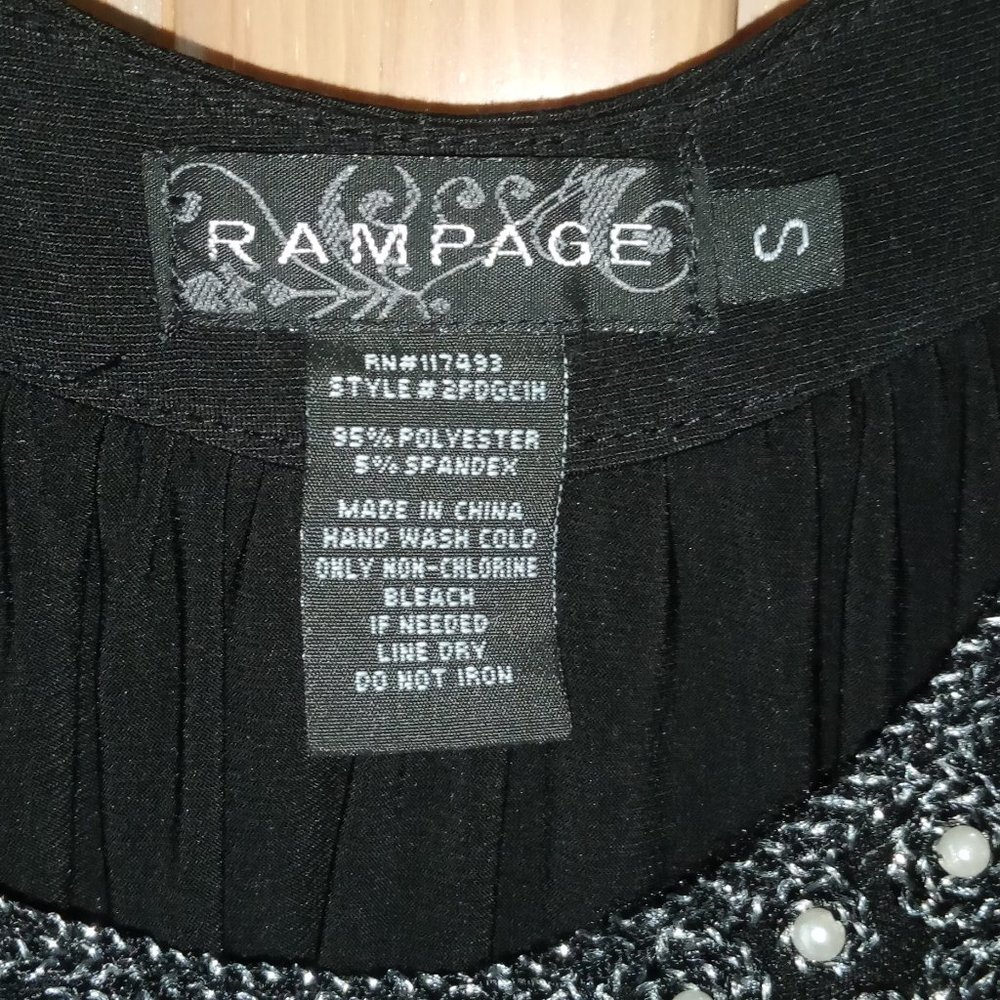 RAMPAGE
S
RN#117493
STYLE # 2PDGC1H
95% POLYESTER
5% SPANDEX
MADE IN CHINA
HAND WASH COLD
ONLY NON-CHLORINE
BLEACH
IF NEEDED
LINE DRY
DO NOT IRON